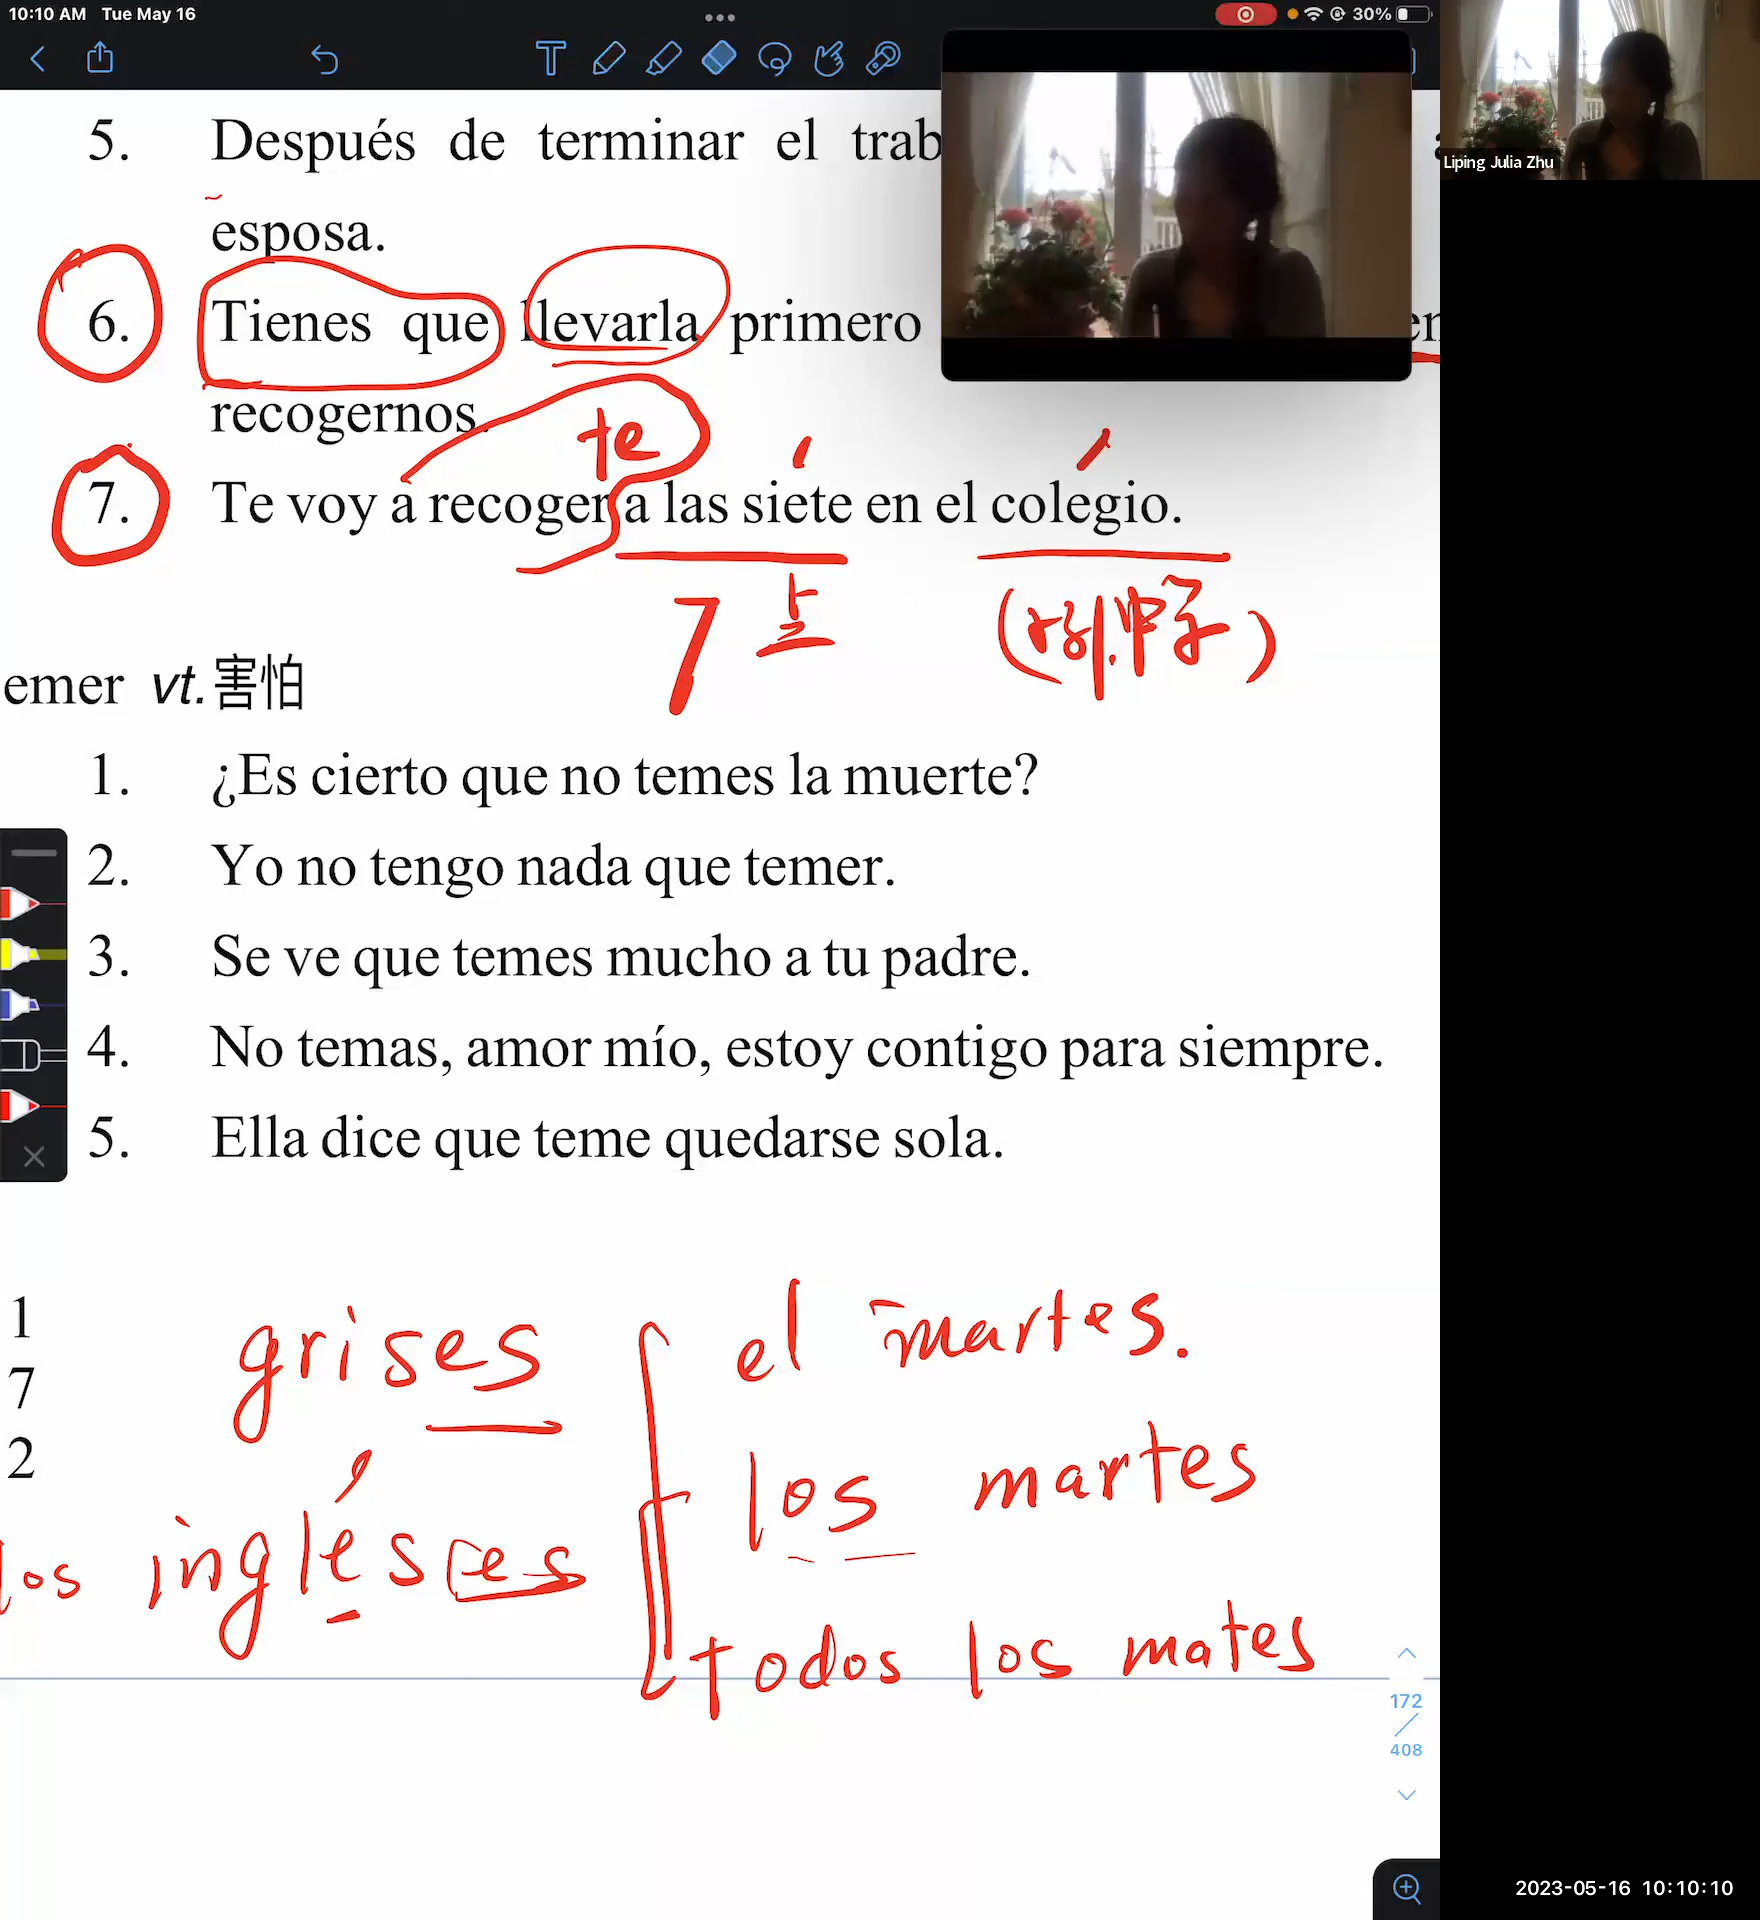 10:10 AM Tue May 16
30%
Liping Julia Zhu
5. Después de terminar el trab
esposa.
6. Tienes que llevarla primero
en
recogernos.
te
7. Te voy a recoger a las siete en el colegio.
7
emer vt. 害怕
1. ¿Es cierto que no temes la muerte?
2. Yo no tengo nada que temer.
3. Se ve que temes mucho a tu padre.
4. No temas, amor mío, estoy contigo para siempre.
5. Ella dice que teme quedarse sola.
1
7
2
grises
el martes.
los martes
los ingléses
todos los mates
172
408
2023-05-16 10:10:10